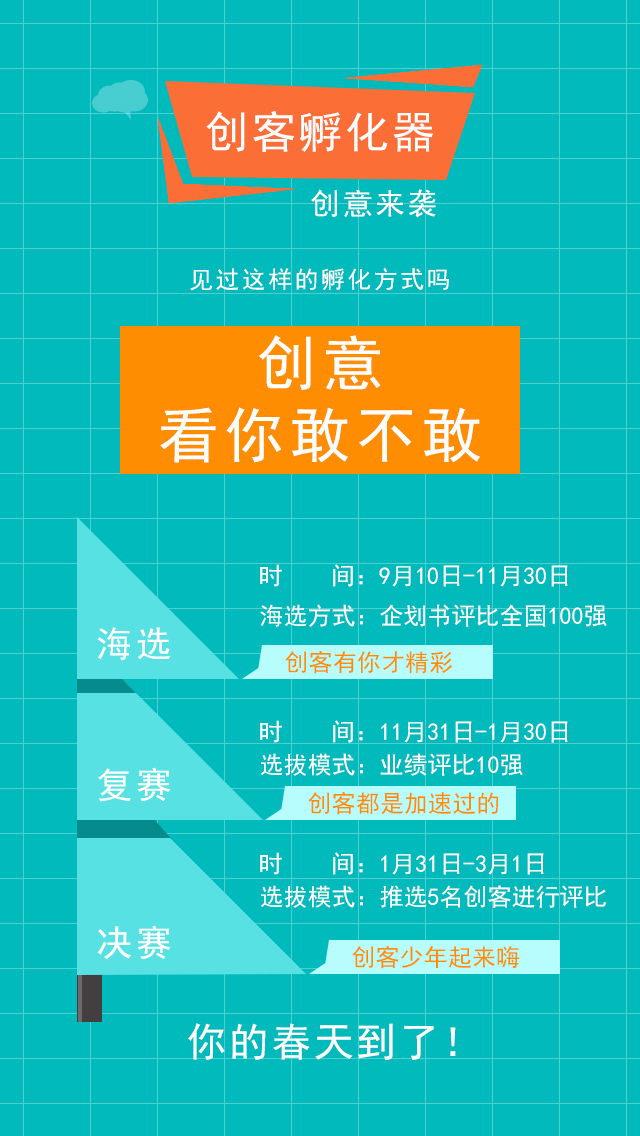 创客孵化器
创意来袭
见过这样的孵化方式吗
创意
看你敢不敢
海选
时　　间：9月10日-11月30日
海选方式：企划书评比全国100强
创客有你才精彩
复赛
时　　间：11月31日-1月30日
选拔模式：业绩评比10强
创客都是加速过的
决赛
时　　间：1月31日-3月1日
选拔模式：推选5名创客进行评比
创客少年起来嗨
你的春天到了！